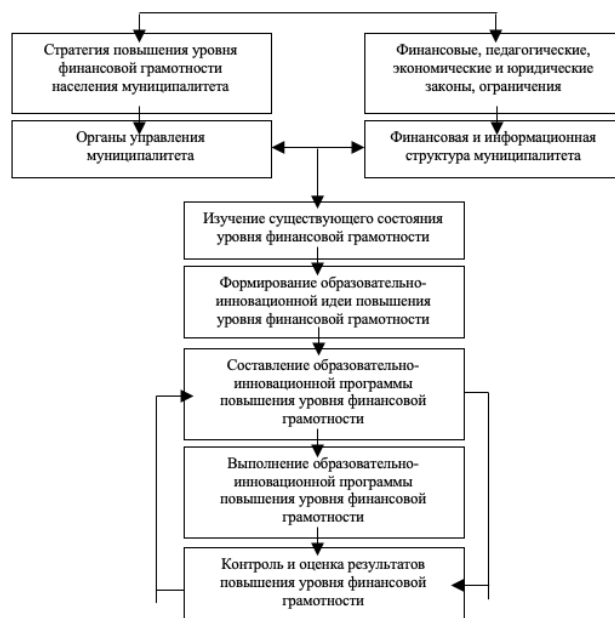 Стратегия повышения уровня
финансовой грамотности
населения муниципалитета
Финансовые, педагогические,
экономические и юридические
законы, ограничения
Органы управления
муниципалитета
Финансовая и информационная
структура муниципалитета
Изучение существующего состояния
уровня финансовой грамотности
Формирование образовательно-
инновационной идеи повышения
уровня финансовой грамотности
Составление образовательно-
инновационной программы
повышения уровня финансовой
грамотности
Выполнение образовательно-
инновационной программы
повышения уровня финансовой
грамотности
Контроль и оценка результатов
повышения уровня финансовой
грамотности